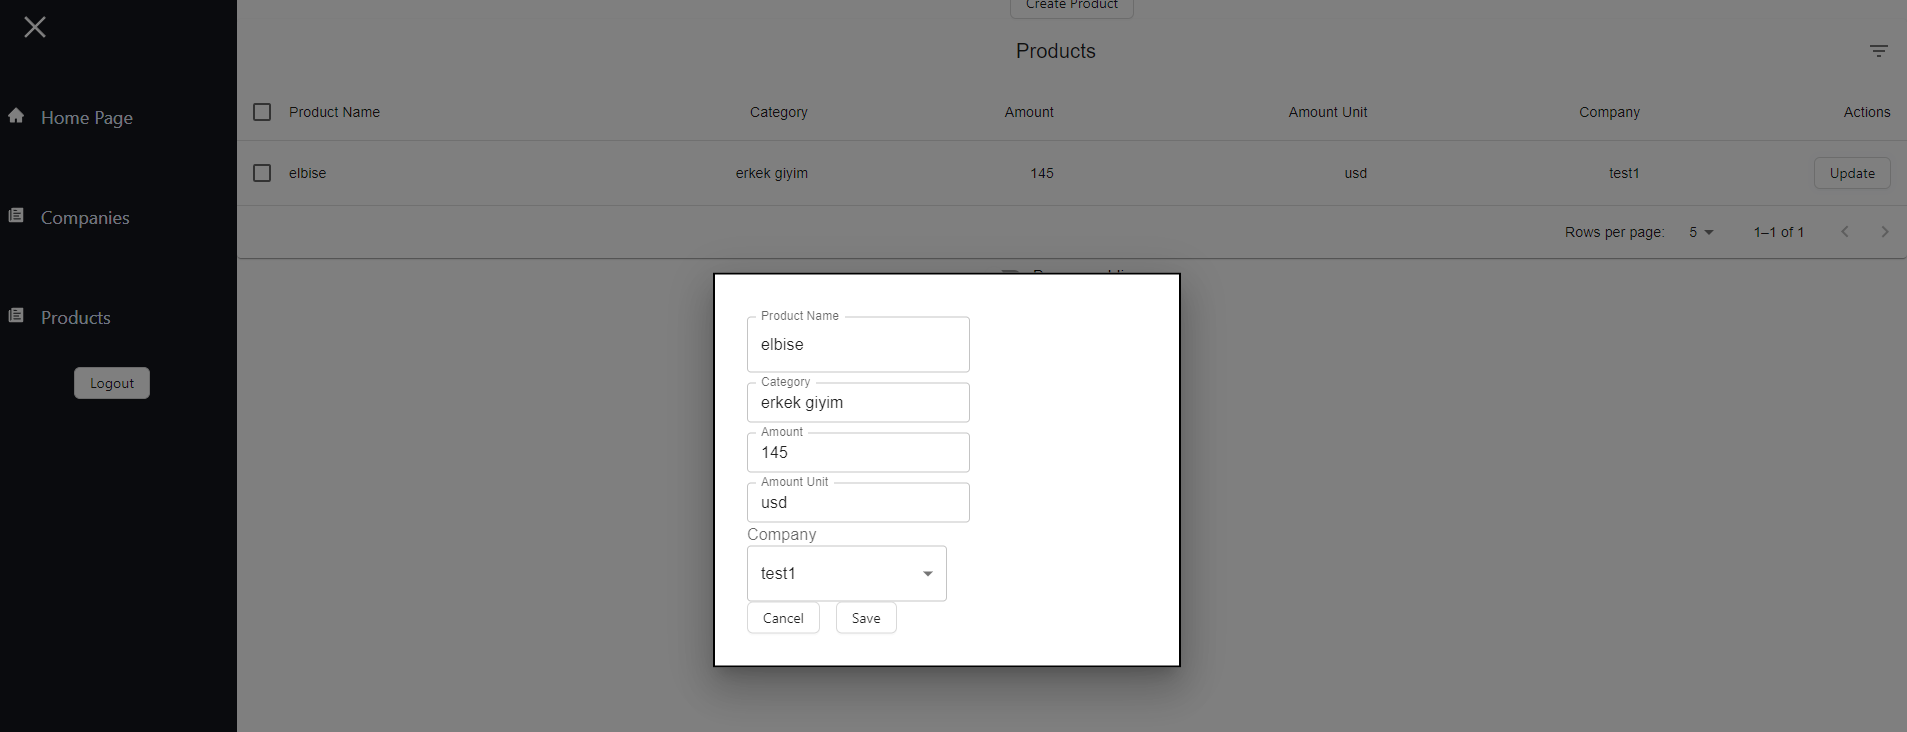 Create Product
Products
Home Page
Companies
Products
Logout
Product Name Category Amount Amount Unit Company Actions
elbise erkek giyim 145 usd test1 Update
Rows per page: 5 1–1 of 1
Product Name
elbise
Category
erkek giyim
Amount
145
Amount Unit
usd
Company
test1
Cancel Save